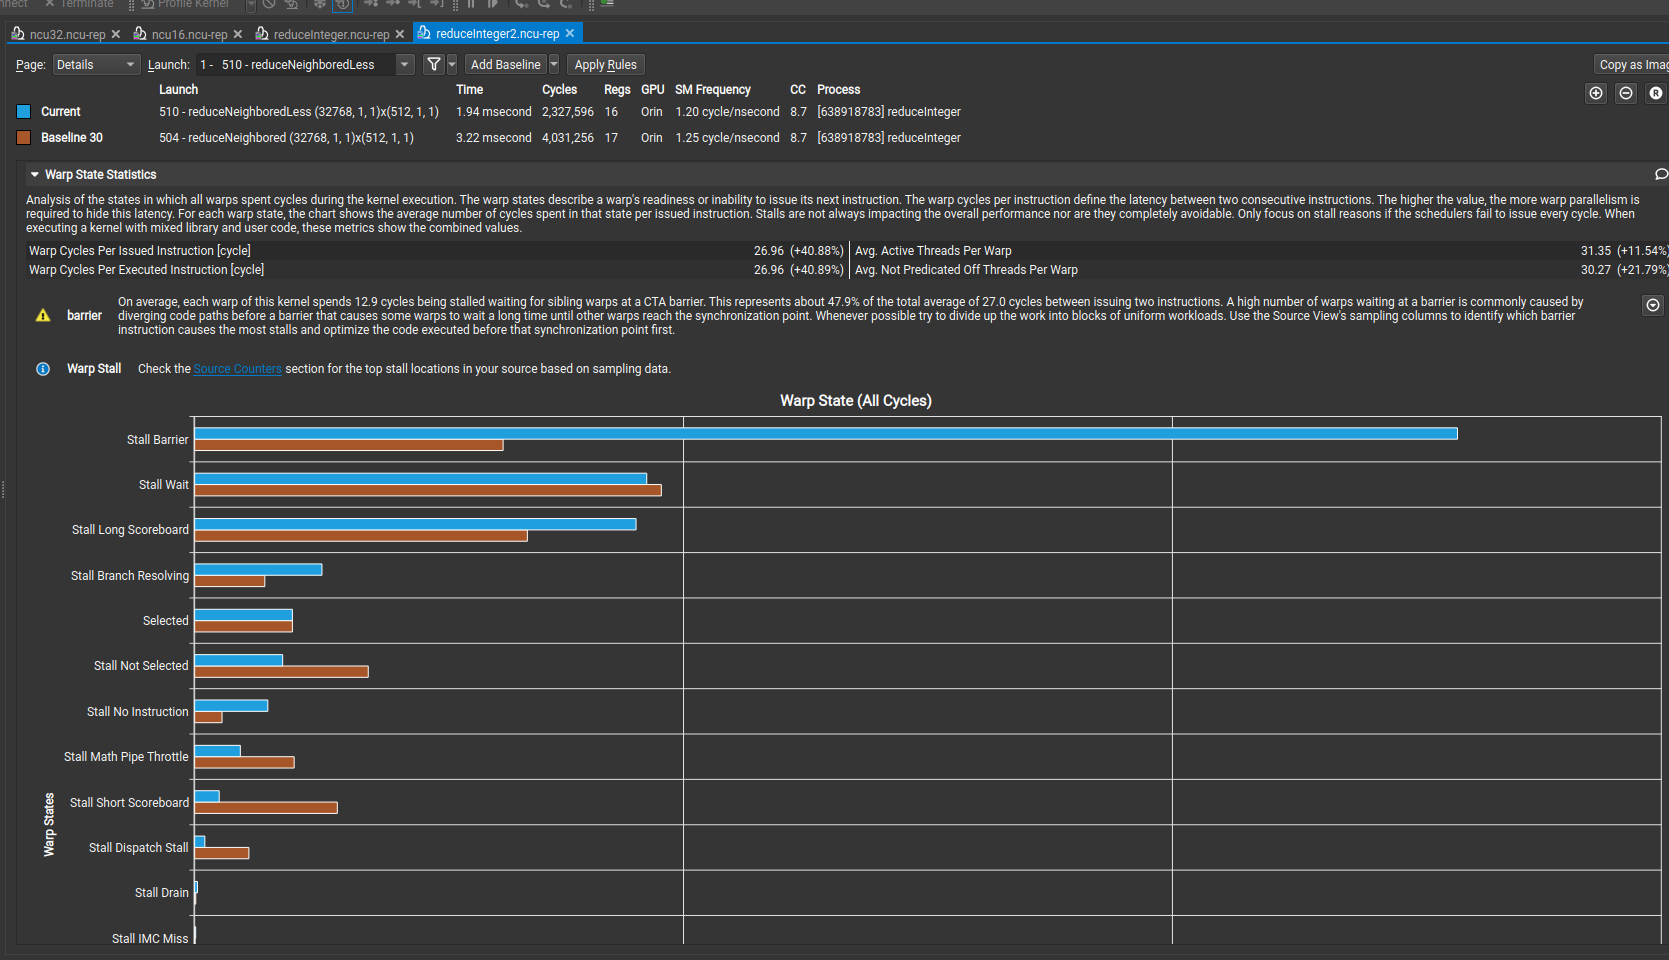 nnect Terminate Profile Kernel
ncu32.ncu-rep ncu16.ncu-rep reduceInteger.ncu-rep reduceInteger2.ncu-rep
Page: Details Launch: 1 - 510 - reduceNeighboredLess Add Baseline Apply Rules Copy as Imag
Launch Time Cycles Regs GPU SM Frequency CC Process
Current 510 - reduceNeighboredLess (32768, 1, 1)x(512, 1, 1) 1.94 msecond 2,327,596 16 Orin 1.20 cycle/nsecond 8.7 [638918783] reduceInteger
Baseline 30 504 - reduceNeighbored (32768, 1, 1)x(512, 1, 1) 3.22 msecond 4,031,256 17 Orin 1.25 cycle/nsecond 8.7 [638918783] reduceInteger
R
Warp State Statistics
Analysis of the states in which all warps spent cycles during the kernel execution. The warp states describe a warp's readiness or inability to issue its next instruction. The warp cycles per instruction define the latency between two consecutive instructions. The higher the value, the more warp parallelism is
required to hide this latency. For each warp state, the chart shows the average number of cycles spent in that state per issued instruction. Stalls are not always impacting the overall performance nor are they completely avoidable. Only focus on stall reasons if the schedulers fail to issue every cycle. When
executing a kernel with mixed library and user code, these metrics show the combined values.
Warp Cycles Per Issued Instruction [cycle] 26.96 (+40.88%) Avg. Active Threads Per Warp 31.35 (+11.54%)
Warp Cycles Per Executed Instruction [cycle] 26.96 (+40.89%) Avg. Not Predicated Off Threads Per Warp 30.27 (+21.79%)
On average, each warp of this kernel spends 12.9 cycles being stalled waiting for sibling warps at a CTA barrier. This represents about 47.9% of the total average of 27.0 cycles between issuing two instructions. A high number of warps waiting at a barrier is commonly caused by
barrier diverging code paths before a barrier that causes some warps to wait a long time until other warps reach the synchronization point. Whenever possible try to divide up the work into blocks of uniform workloads. Use the Source View's sampling columns to identify which barrier
instruction causes the most stalls and optimize the code executed before that synchronization point first.
Warp Stall Check the Source Counters section for the top stall locations in your source based on sampling data.
Warp State (All Cycles)
Stall Barrier
Stall Wait
Stall Long Scoreboard
Stall Branch Resolving
Selected
Stall Not Selected
Stall No Instruction
Stall Math Pipe Throttle
Stall Short Scoreboard
Stall Dispatch Stall
Stall Drain
Stall IMC Miss
Warp States